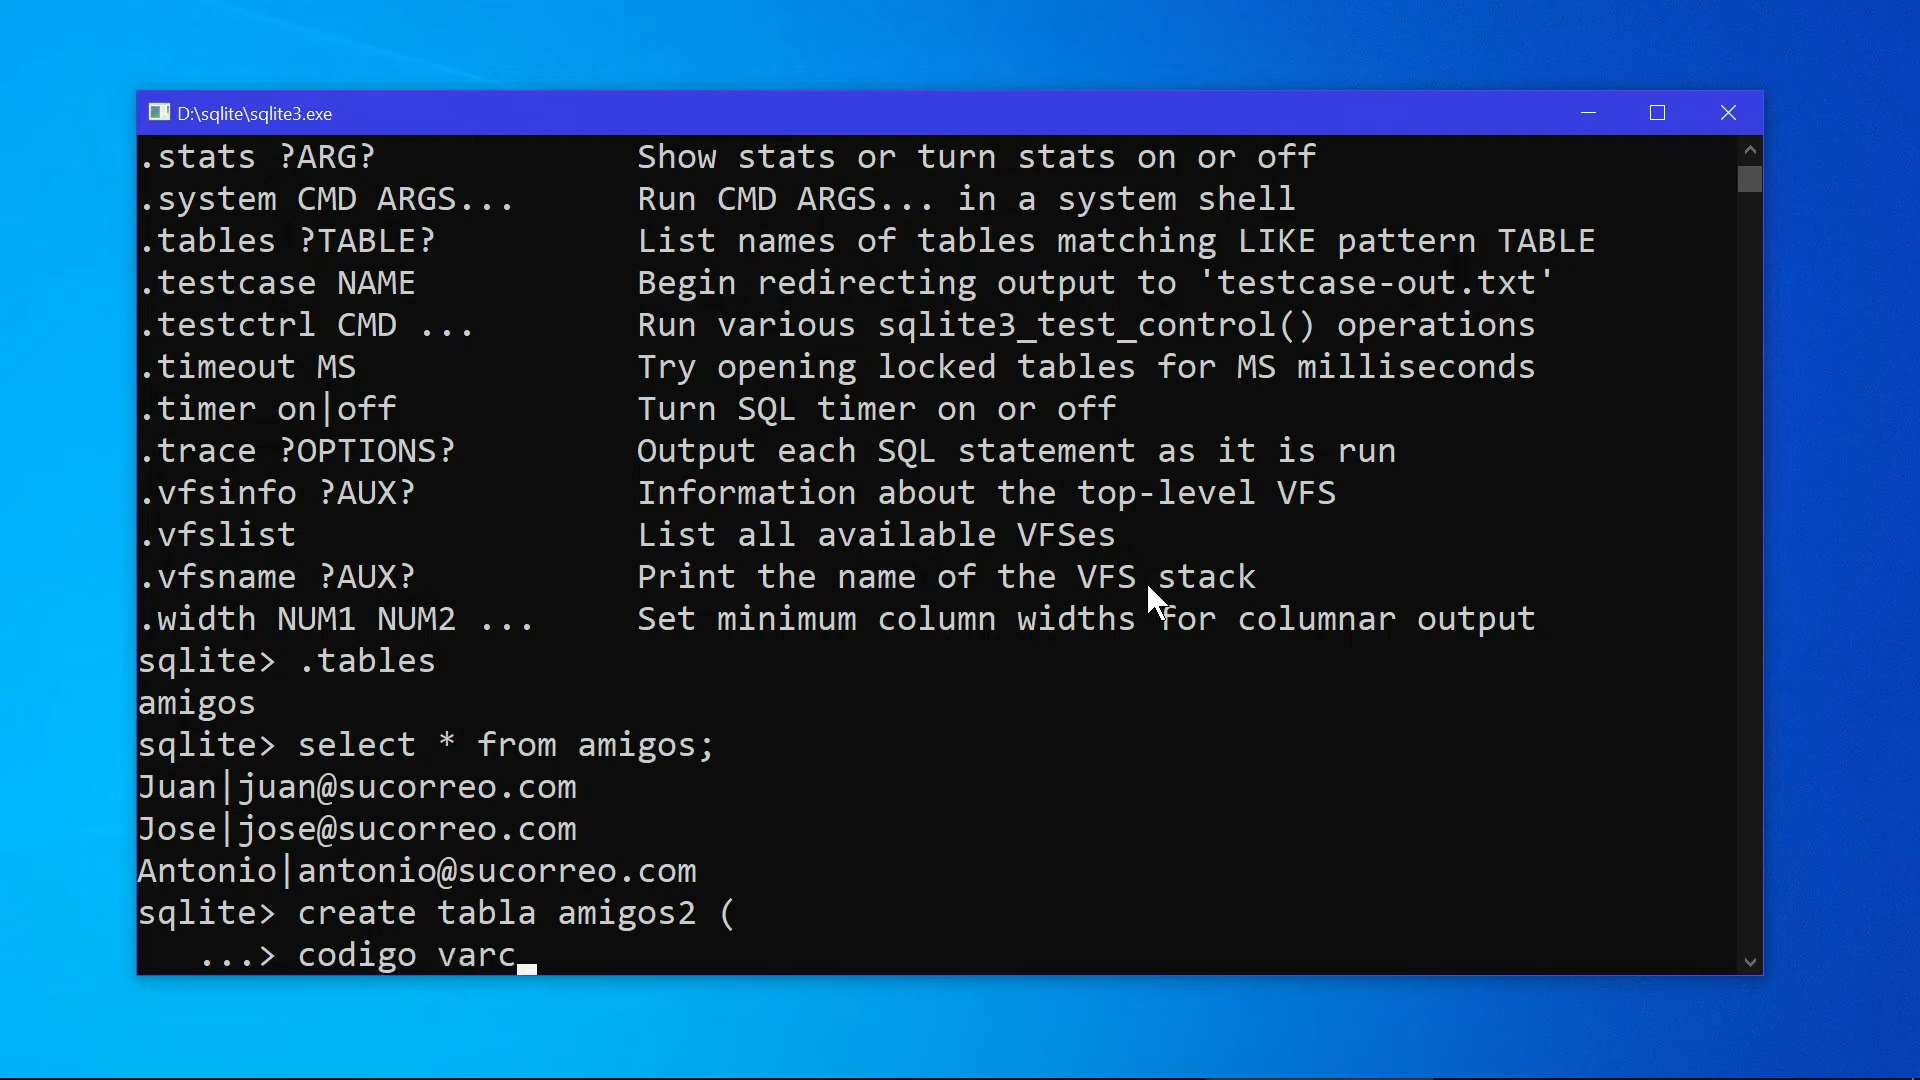 D:\sqlite\sqlite3.exe
.stats ?ARG?             Show stats or turn stats on or off
.system CMD ARGS...      Run CMD ARGS... in a system shell
.tables ?TABLE?          List names of tables matching LIKE pattern TABLE
.testcase NAME           Begin redirecting output to 'testcase-out.txt'
.testctrl CMD ...        Run various sqlite3_test_control() operations
.timeout MS              Try opening locked tables for MS milliseconds
.timer on|off            Turn SQL timer on or off
.trace ?OPTIONS?         Output each SQL statement as it is run
.vfsinfo ?AUX?           Information about the top-level VFS
.vfslist                 List all available VFSes
.vfsname ?AUX?           Print the name of the VFS stack
.width NUM1 NUM2 ...     Set minimum column widths for columnar output
sqlite> .tables
amigos
sqlite> select * from amigos;
Juan|juan@sucorreo.com
Jose|jose@sucorreo.com
Antonio|antonio@sucorreo.com
sqlite> create tabla amigos2 (
   ...> codigo varc